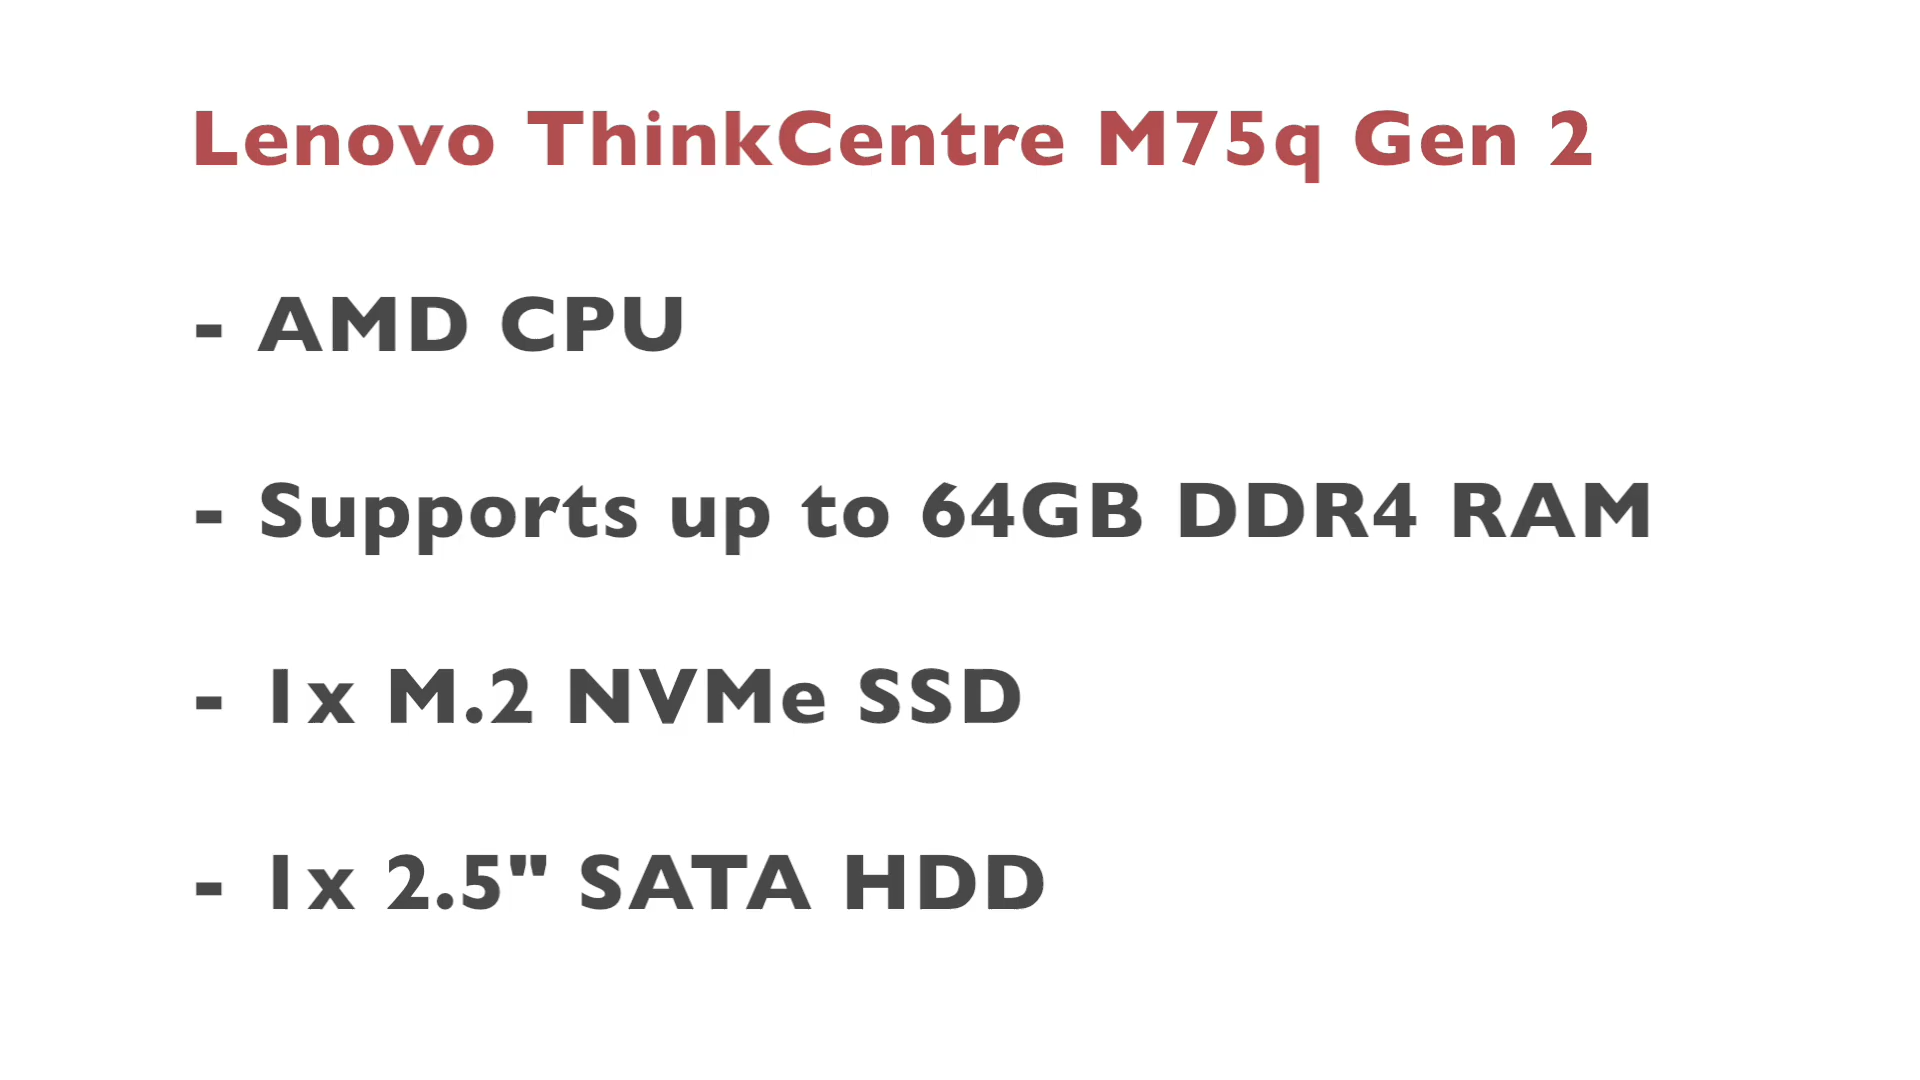 Lenovo ThinkCentre M75q Gen 2
- AMD CPU
- Supports up to 64GB DDR4 RAM
- 1x M.2 NVMe SSD
- 1x 2.5" SATA HDD